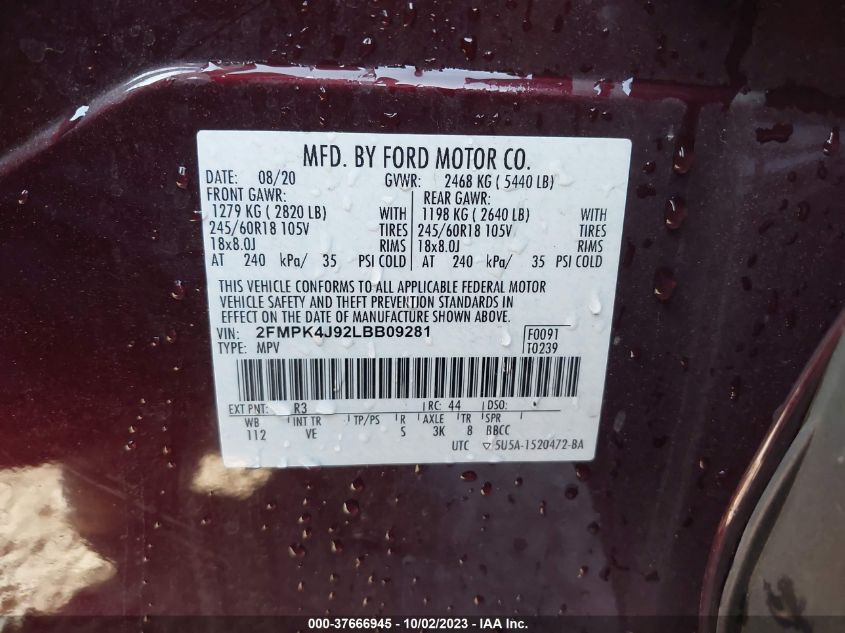 MFD. BY FORD MOTOR CO.
DATE: 08/20 GVWR: 2468 KG ( 5440 LB)
FRONT GAWR: REAR GAWR:
1279 KG ( 2820 LB) WITH 1198 KG ( 2640 LB) WITH
245/60R18 105V TIRES 245/60R18 105V TIRES
18x8.0J RIMS 18x8.0J RIMS
AT 240 kPa/ 35 PSI COLD AT 240 kPa/ 35 PSI COLD
THIS VEHICLE CONFORMS TO ALL APPLICABLE FEDERAL MOTOR
VEHICLE SAFETY AND THEFT PREVENTION STANDARDS IN
EFFECT ON THE DATE OF MANUFACTURE SHOWN ABOVE.
VIN: 2FMPK4J92LBB09281 F0091
TYPE: MPV T0239
EXT PNT: R3 RC: 44 DSO:
WB INT TR TP/PS R AXLE TR SPR
112 VE S 3K 8 BBCC
UTC ▽ 5U5A-1520472-BA
000-37666945 - 10/02/2023 - IAA Inc.